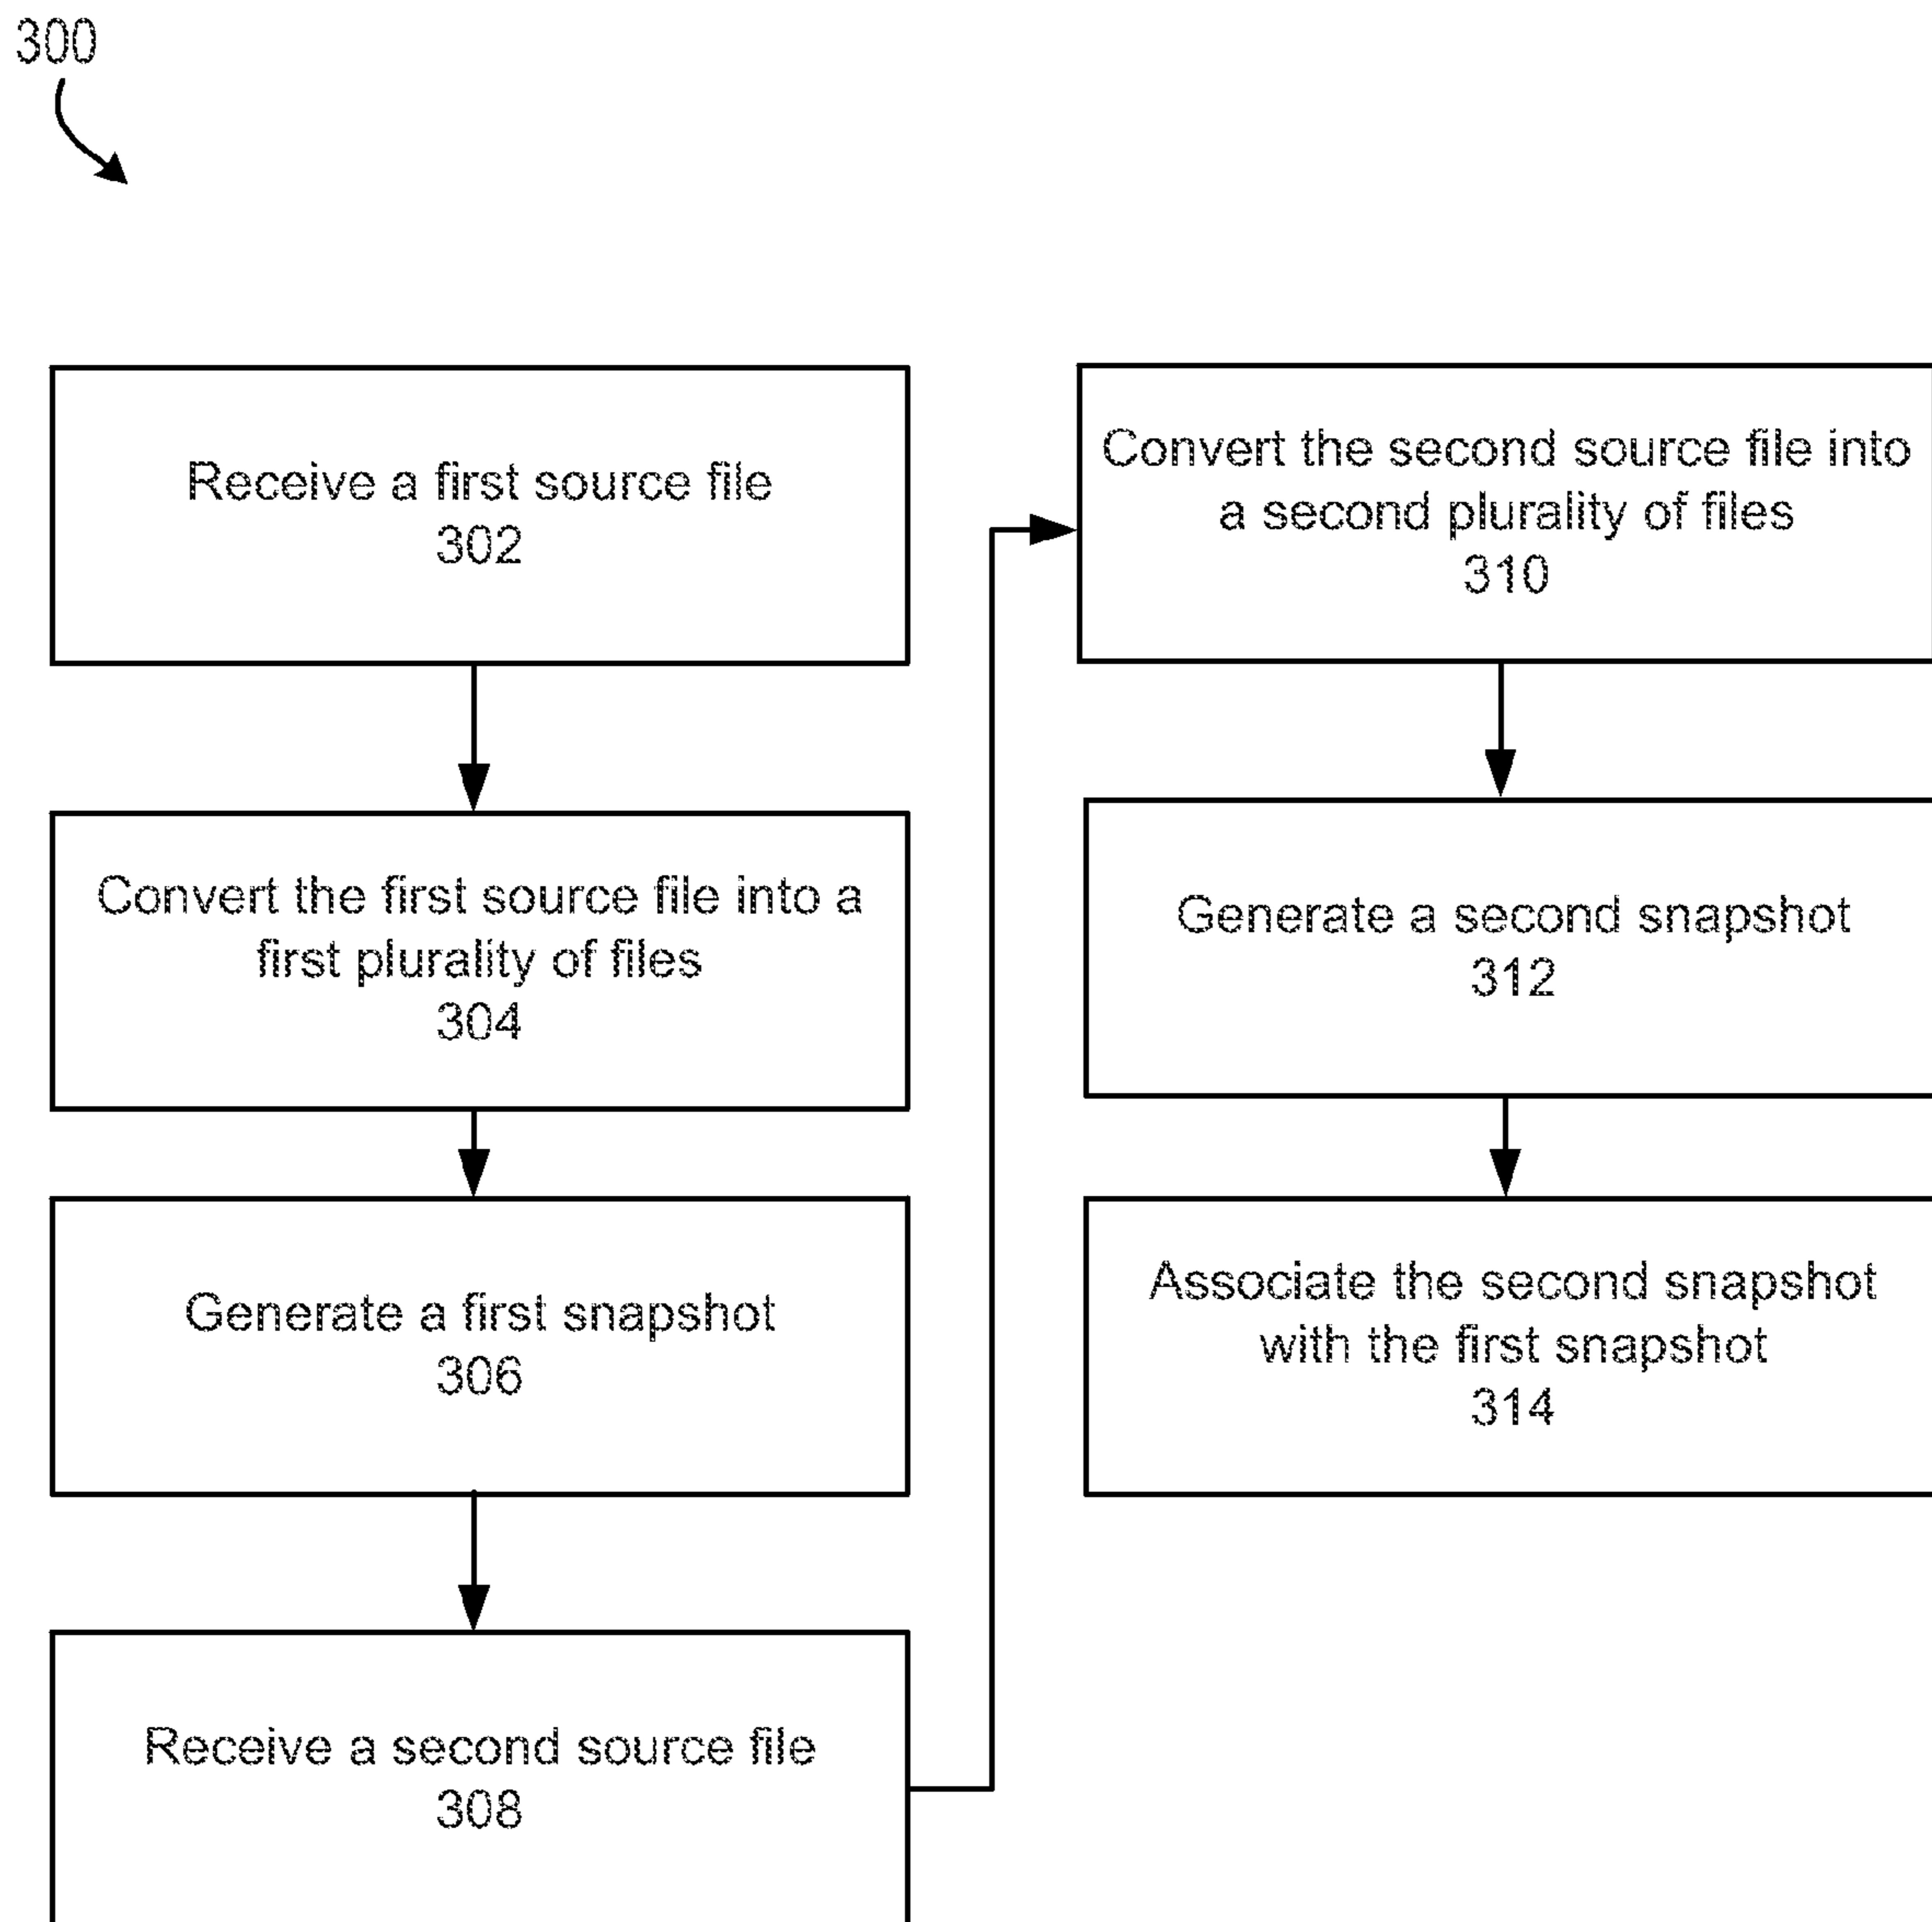 300
Receive a first source file
302
Convert the first source file into a
first plurality of files
304
Generate a first snapshot
306
Receive a second source file
308
Convert the second source file into
a second plurality of files
310
Generate a second snapshot
312
Associate the second snapshot
with the first snapshot
314